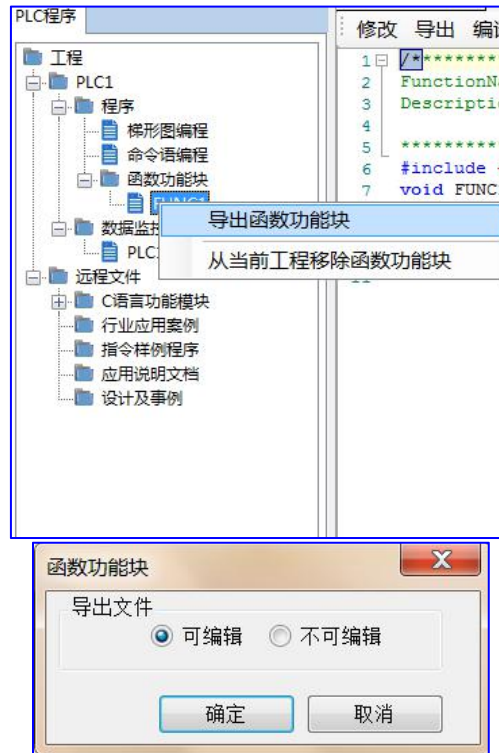 PLC程序
修改 导出 编
工程
PLC1
程序
梯形图编程
命令语编程
函数功能块
FUNC1
数据监
PLC
远程文件
C语言功能模块
行业应用案例
指令样例程序
应用说明文档
设计及事例
1 /**********
2 FunctionN
3 Descripti
4
5 **********
6 #include
7 void FUNC
11
导出函数功能块
从当前工程移除函数功能块
函数功能块
导出文件
可编辑 不可编辑
确定 取消